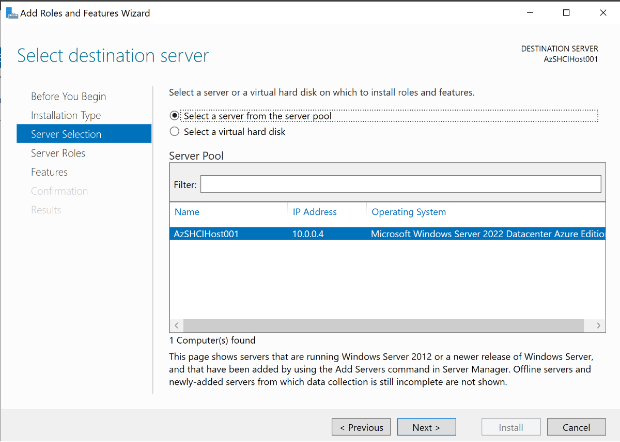 Add Roles and Features Wizard
Select destination server
DESTINATION SERVER
AzSHCIHost001
Before You Begin
Installation Type
Server Selection
Server Roles
Features
Confirmation
Results
Select a server or a virtual hard disk on which to install roles and features.
Select a server from the server pool
Select a virtual hard disk
Server Pool
Filter:
Name IP Address Operating System
AzSHCIHost001 10.0.0.4 Microsoft Windows Server 2022 Datacenter Azure Editio
1 Computer(s) found
This page shows servers that are running Windows Server 2012 or a newer release of Windows Server,
and that have been added by using the Add Servers command in Server Manager. Offline servers and
newly-added servers from which data collection is still incomplete are not shown.
< Previous Next > Install Cancel